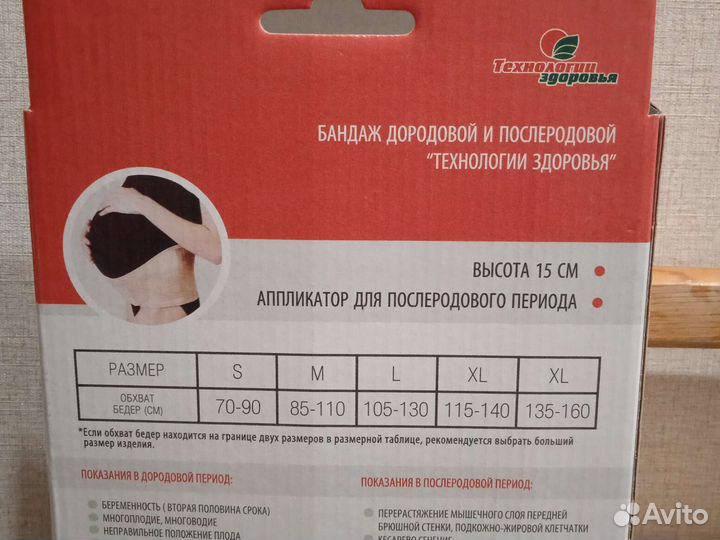 Технологии
здоровья
БАНДАЖ ДОРОДОВОЙ И ПОСЛЕРОДОВОЙ
"ТЕХНОЛОГИИ ЗДОРОВЬЯ"
ВЫСОТА 15 СМ
АППЛИКАТОР ДЛЯ ПОСЛЕРОДОВОГО ПЕРИОДА
РАЗМЕР S M L XL XL
ОБХВАТ
БЕДЕР (СМ) 70-90 85-110 105-130 115-140 135-160
*Если обхват бедер находится на границе двух размеров в размерной таблице, рекомендуется выбрать больший
размер изделия.
ПОКАЗАНИЯ В ДОРОДОВОЙ ПЕРИОД:
БЕРЕМЕННОСТЬ ( ВТОРАЯ ПОЛОВИНА СРОКА)
МНОГОПЛОДИЕ, МНОГОВОДИЕ
НЕПРАВИЛЬНОЕ ПОЛОЖЕНИЕ ПЛОДА
ПОКАЗАНИЯ В ПОСЛЕРОДОВОЙ ПЕРИОД:
ПЕРЕРАСТЯЖЕНИЕ МЫШЕЧНОГО СЛОЯ ПЕРЕДНЕЙ
БРЮШНОЙ СТЕНКИ, ПОДКОЖНО-ЖИРОВОЙ КЛЕТЧАТКИ
КЕСАРЕВО СЕЧЕНИЕ
Avito